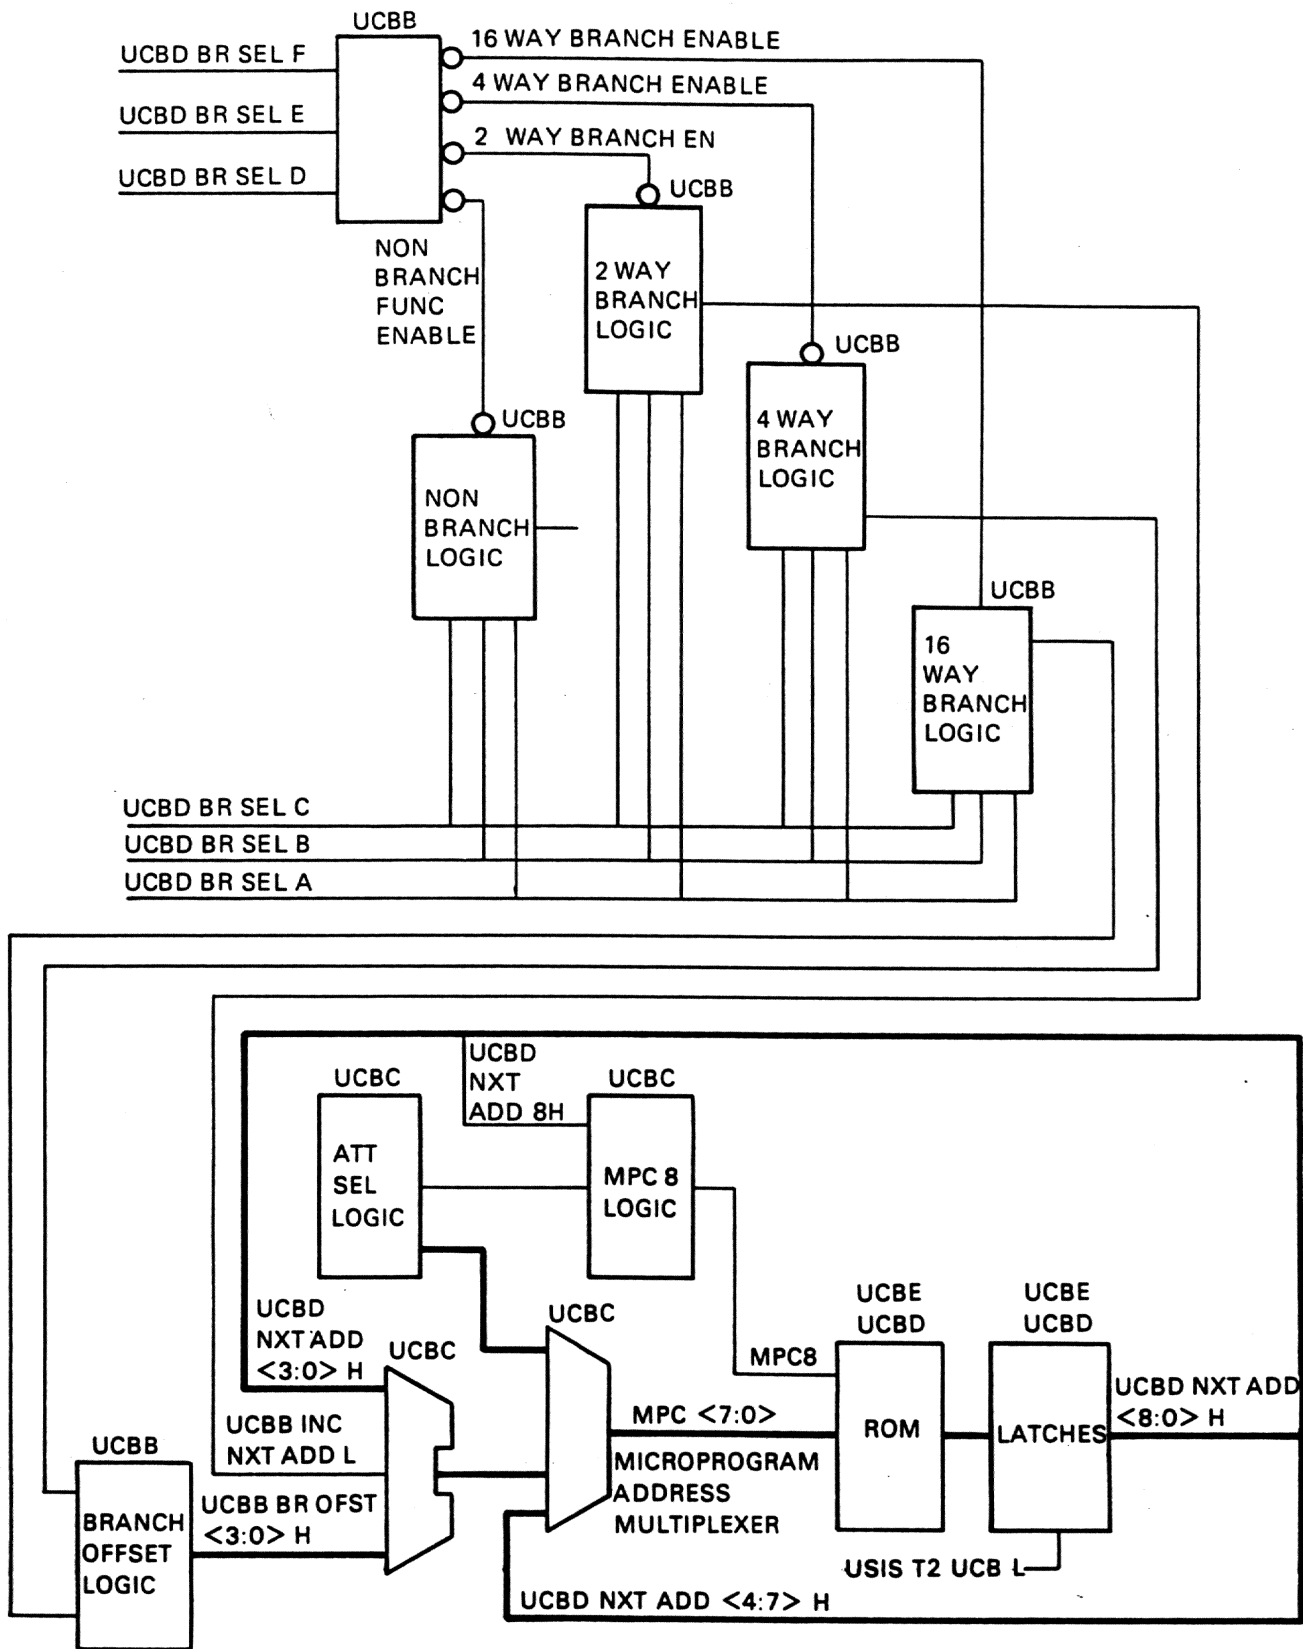 UCBB
16 WAY BRANCH ENABLE
UCBD BR SEL F
4 WAY BRANCH ENABLE
UCBD BR SEL E
2 WAY BRANCH EN
UCBD BR SEL D
UCBB
NON
BRANCH
FUNC
ENABLE
2 WAY
BRANCH
LOGIC
UCBB
4 WAY
BRANCH
LOGIC
UCBB
NON
BRANCH
LOGIC
UCBB
16
WAY
BRANCH
LOGIC
UCBD BR SEL C
UCBD BR SEL B
UCBD BR SEL A
UCBD
NXT
ADD 8H
UCBC
ATT
SEL
LOGIC
UCBC
MPC 8
LOGIC
UCBD
NXT ADD
<3:0> H
UCBC
UCBC
UCBE
UCBD
UCBE
UCBD
MPC8
UCBB INC
NXT ADD L
MPC <7:0>
ROM
LATCHES
UCBD NXT ADD
<8:0> H
MICROPROGRAM
ADDRESS
MULTIPLEXER
UCBB
BRANCH
OFFSET
LOGIC
UCBB BR OFST
<3:0> H
USIS T2 UCB L
UCBD NXT ADD <4:7> H